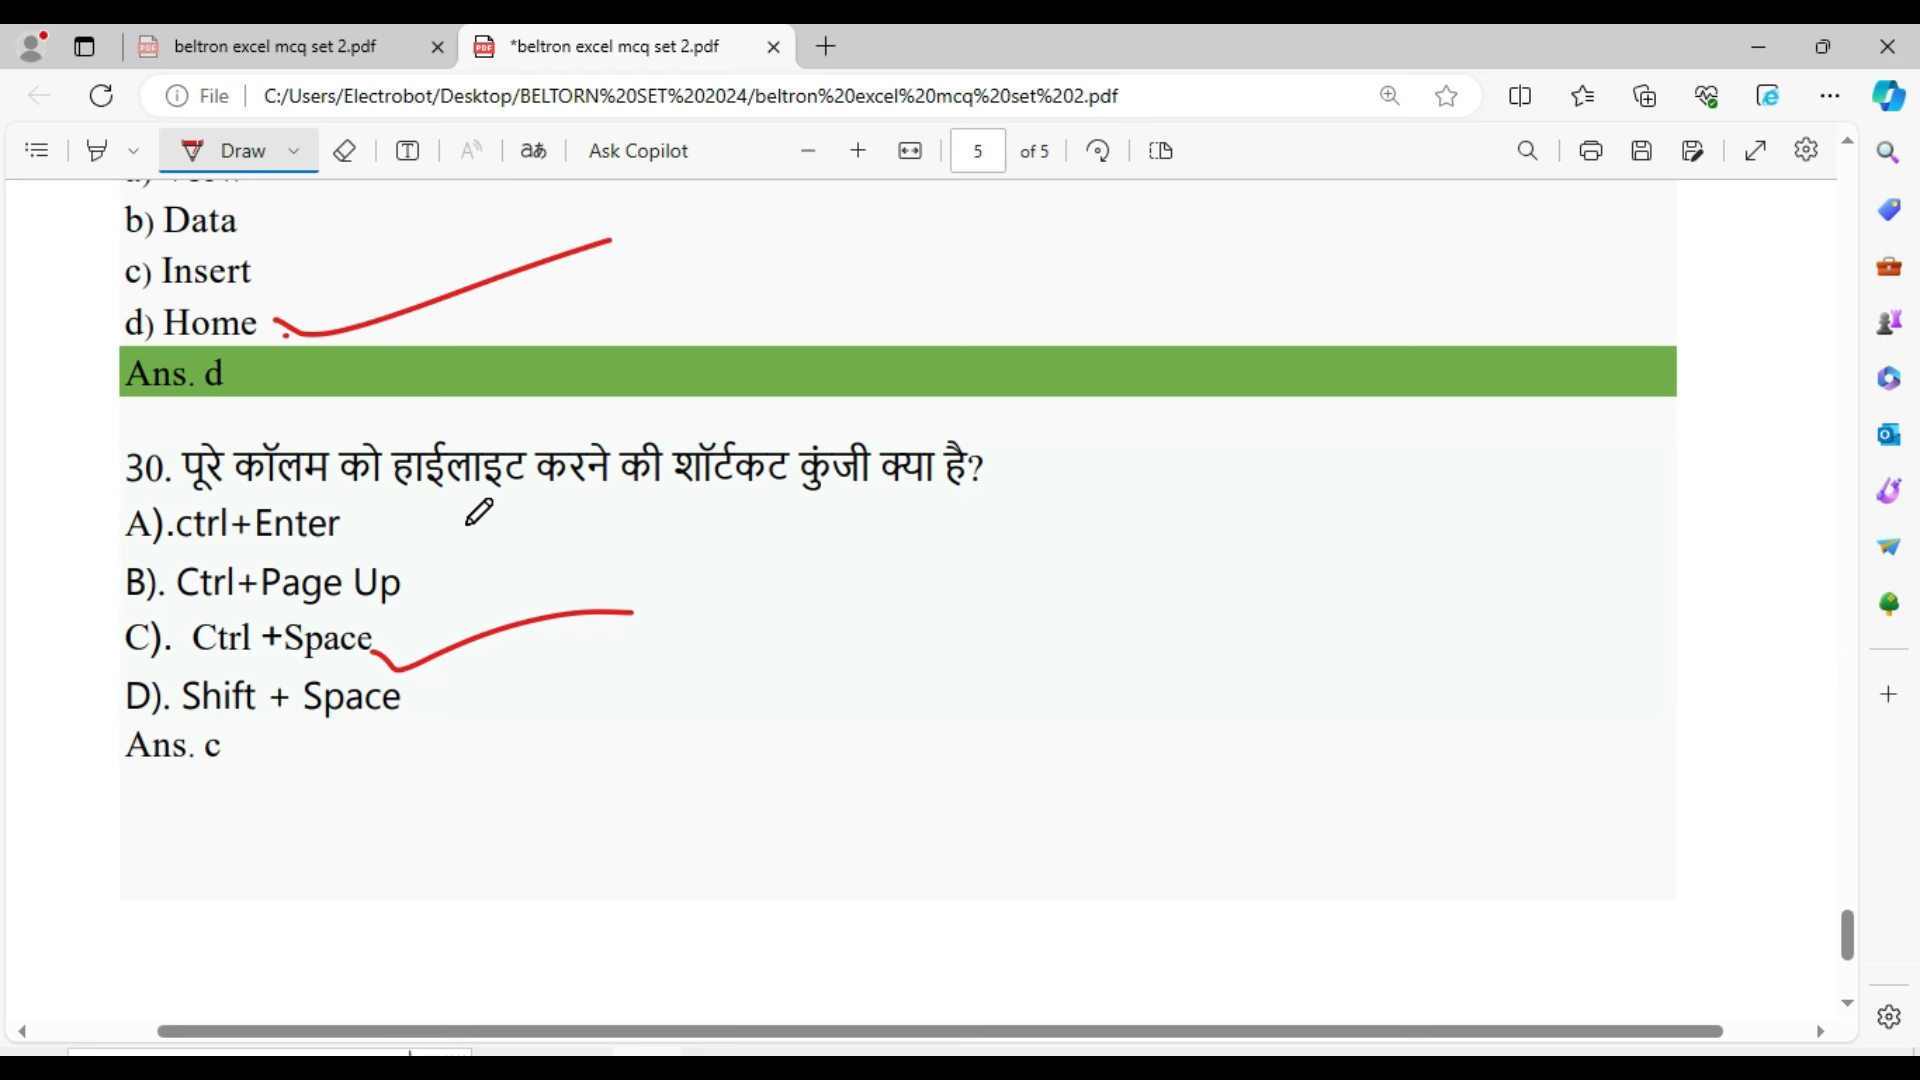 beltron excel mcq set 2.pdf
*beltron excel mcq set 2.pdf
File
C:/Users/Electrobot/Desktop/BELTORN%20SET%202024/beltron%20excel%20mcq%20set%202.pdf
Draw
Ask Copilot
5 of 5
b) Data
c) Insert
d) Home
Ans. d
30. पूरे कॉलम को हाईलाइट करने की शॉर्टकट कुंजी क्या है?
A).ctrl+Enter
B). Ctrl+Page Up
C). Ctrl +Space
D). Shift + Space
Ans. c